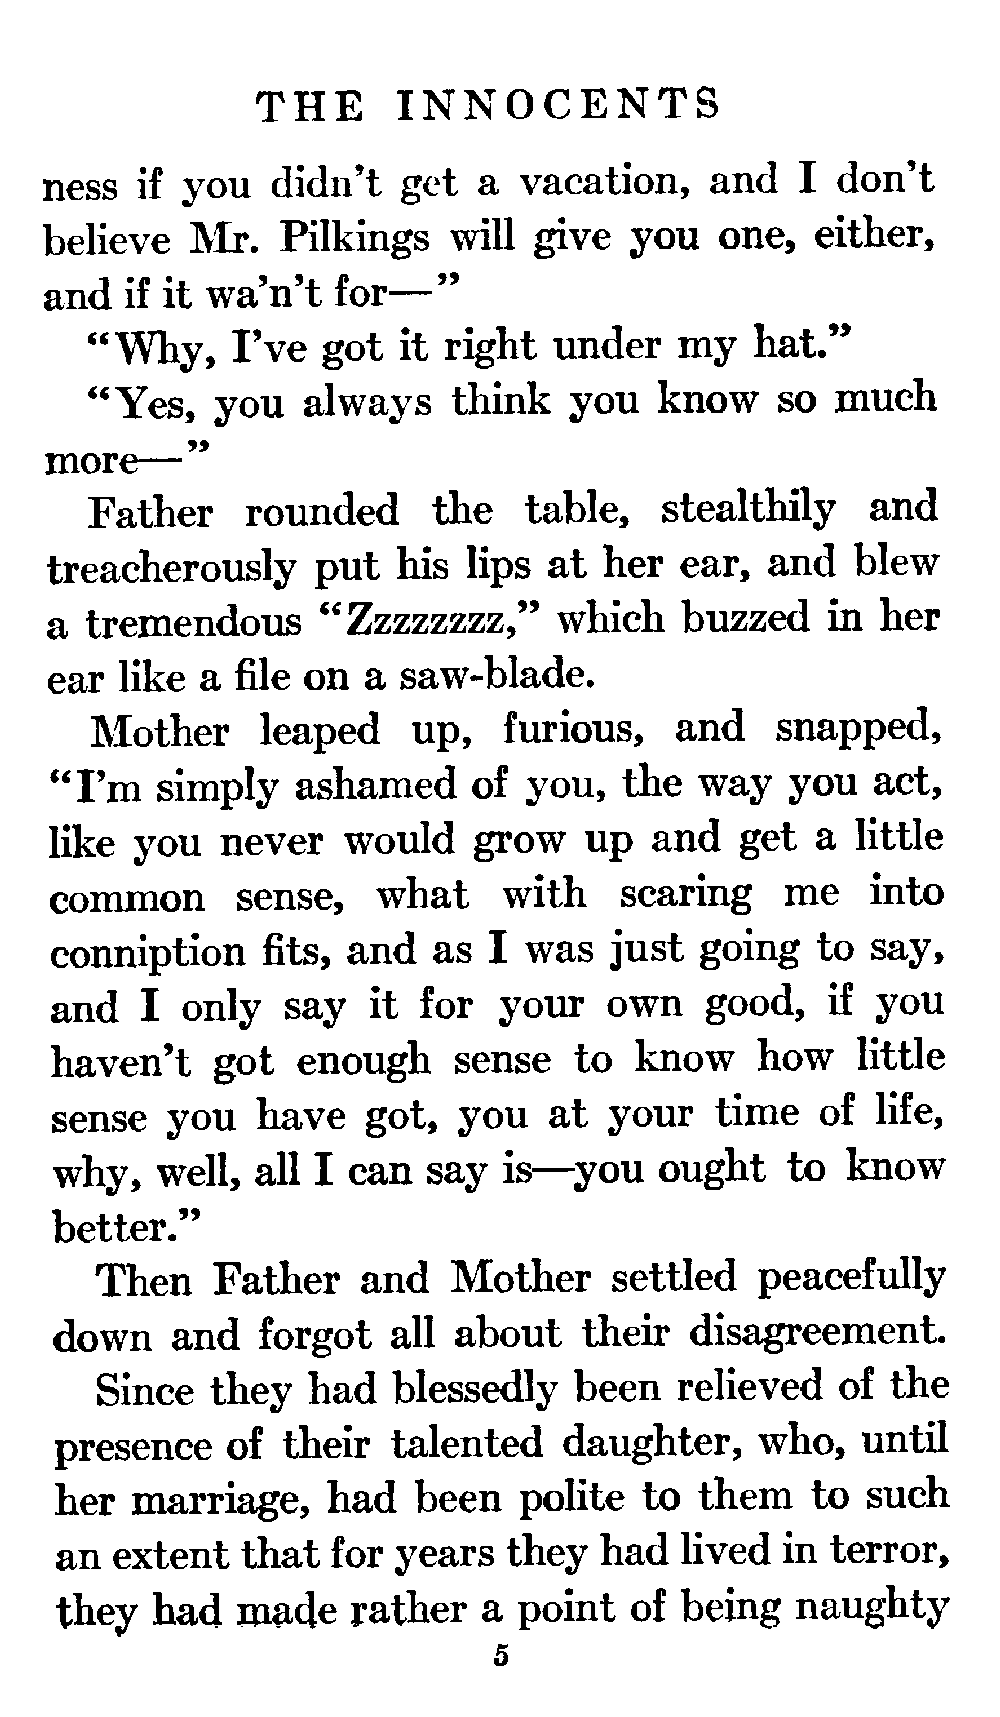 THE INNOCENTS
ness if you didn't get a vacation, and I don't
believe Mr. Pilkings will give you one, either,
and if it wa'n't for—"
"Why, I've got it right under my hat."
"Yes, you always think you know so much
more—"
Father rounded the table, stealthily and
treacherously put his lips at her ear, and blew
a tremendous "Zzzzzzzz," which buzzed in her
ear like a file on a saw-blade.
Mother leaped up, furious, and snapped,
"I'm simply ashamed of you, the way you act,
like you never would grow up and get a little
common sense, what with scaring me into
conniption fits, and as I was just going to say,
and I only say it for your own good, if you
haven't got enough sense to know how little
sense you have got, you at your time of life,
why, well, all I can say is—you ought to know
better."
Then Father and Mother settled peacefully
down and forgot all about their disagreement.
Since they had blessedly been relieved of the
presence of their talented daughter, who, until
her marriage, had been polite to them to such
an extent that for years they had lived in terror,
they had made rather a point of being naughty
5